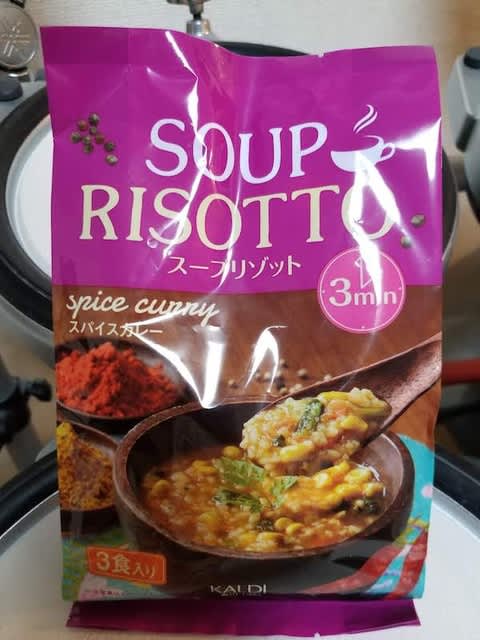 SOUP
RISOTTO
スープリゾット
3min
spice curry
スパイスカレー
3食入り
KALDI